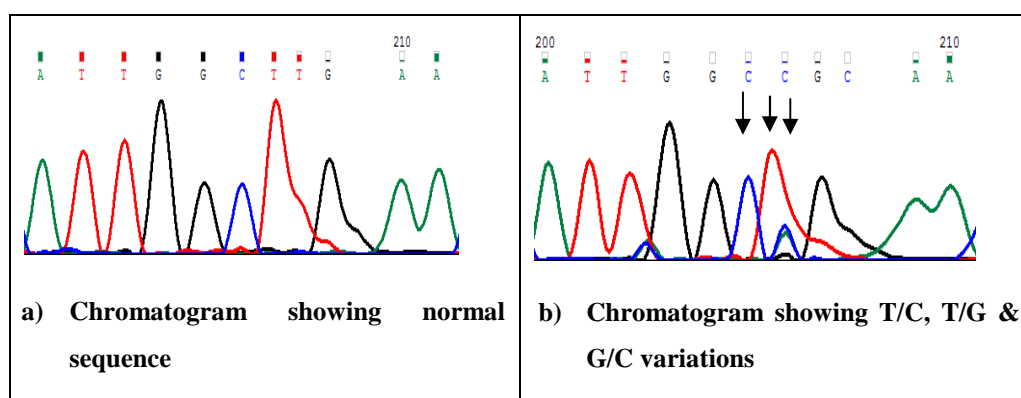 210
A T T G G C T T G A A
a) Chromatogram showing normal
sequence
200 210
A T T G G C C G C A A
b) Chromatogram showing T/C, T/G &
G/C variations